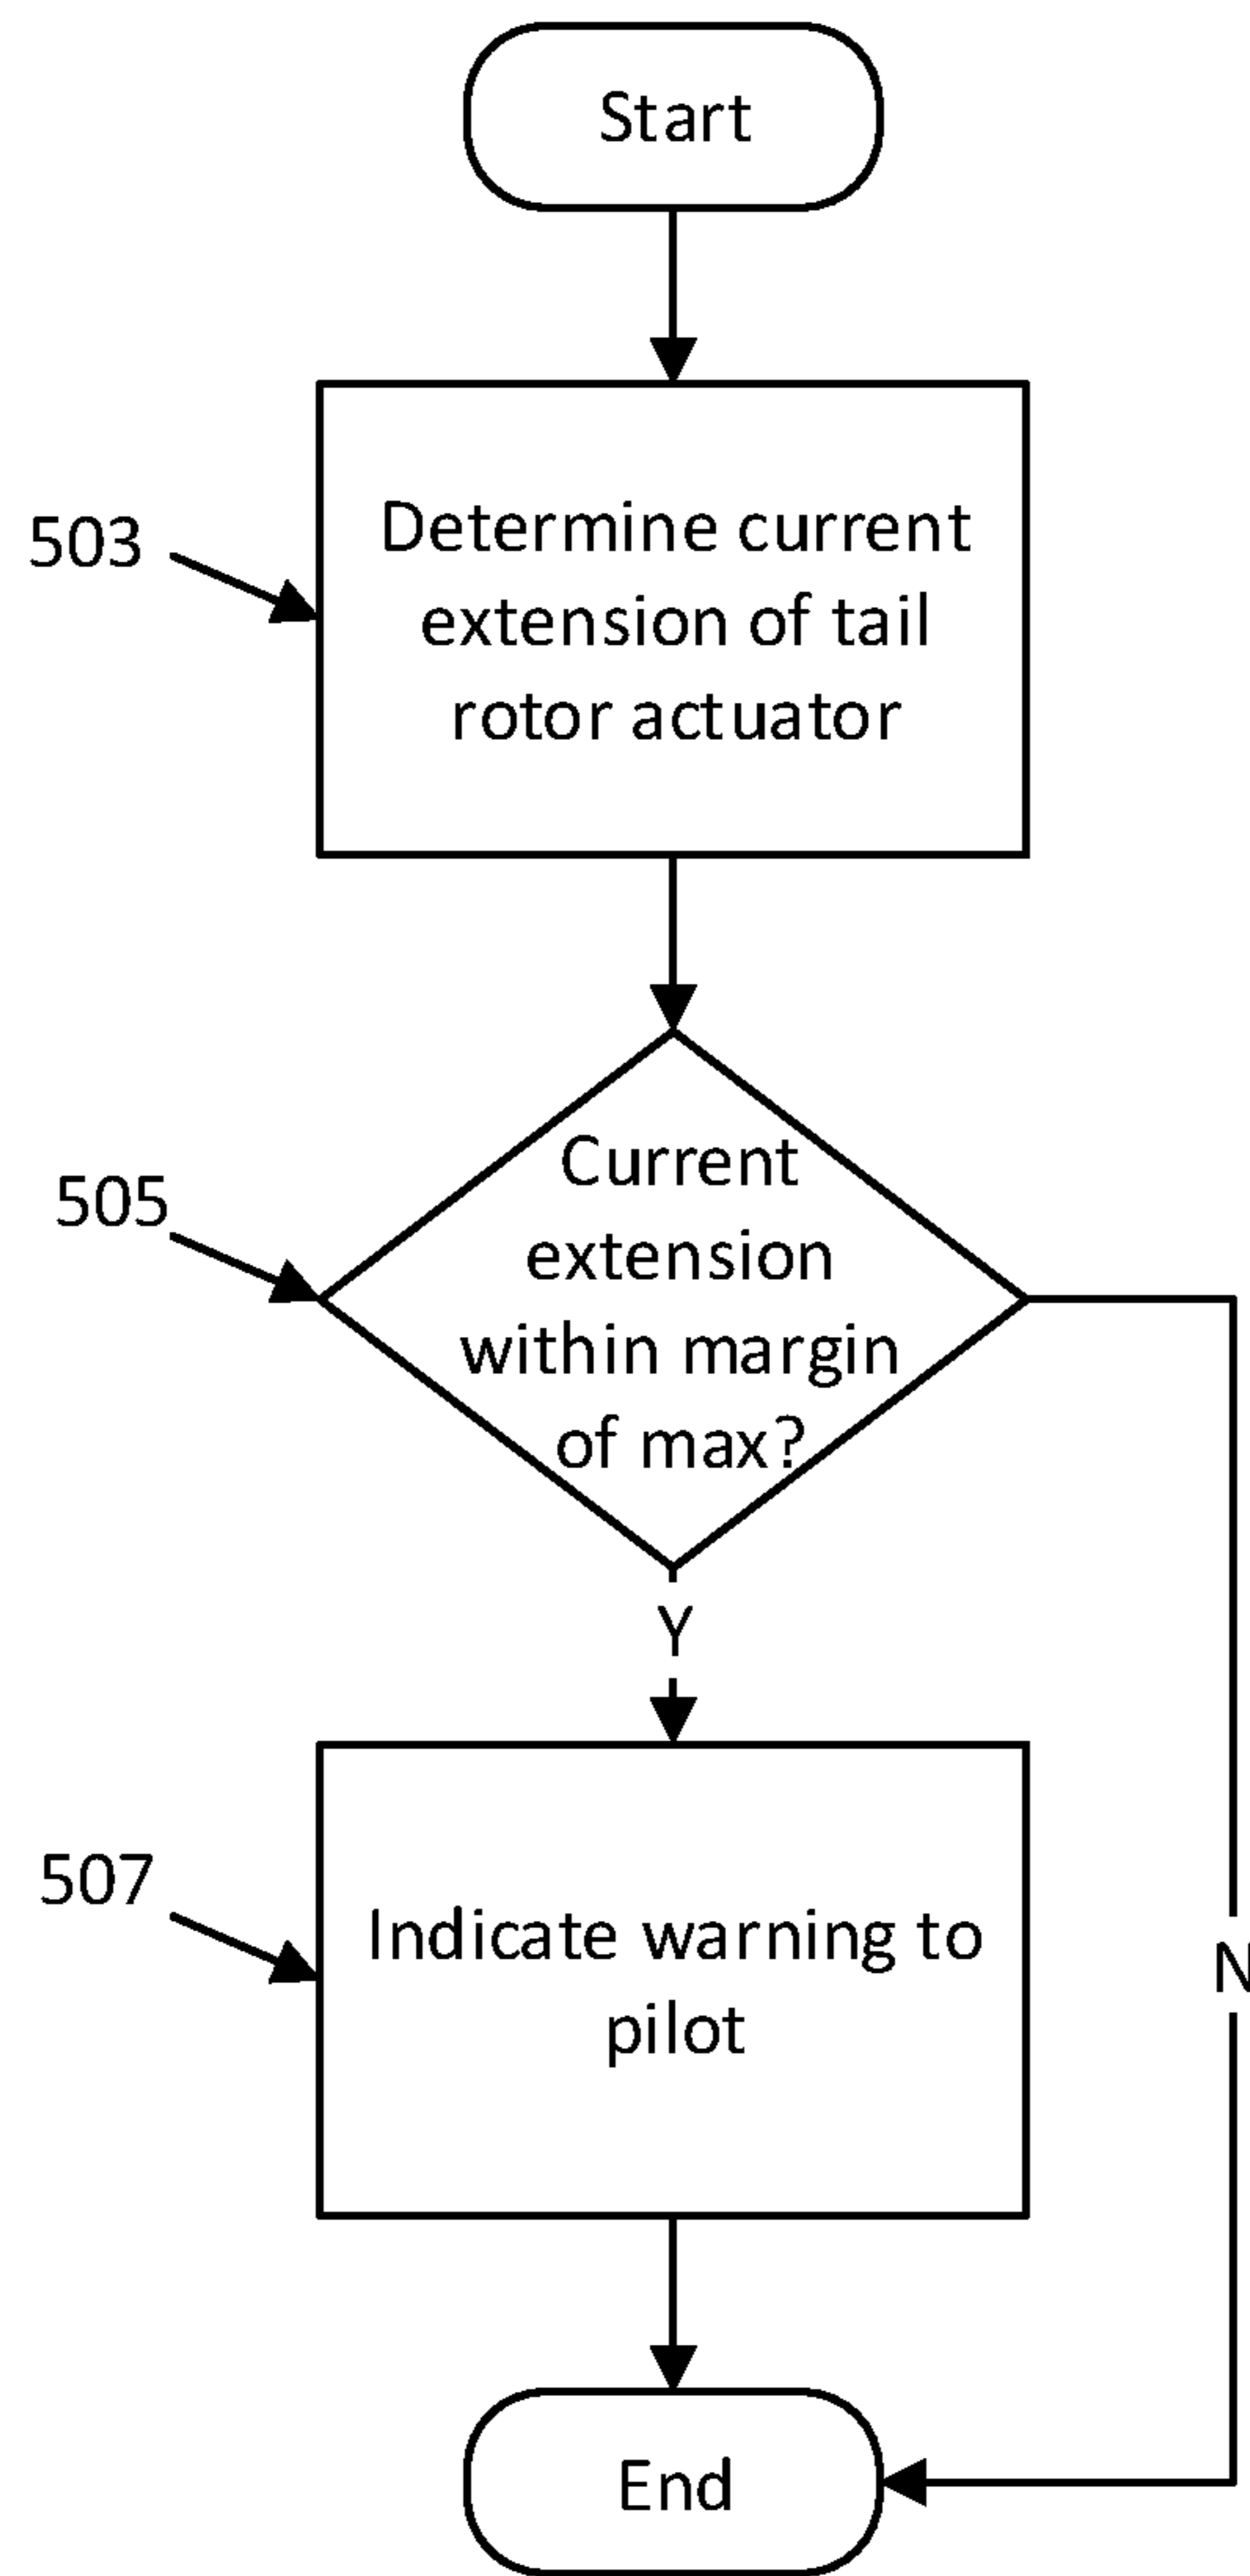 Start
503
Determine current
extension of tail
rotor actuator
505
Current
extension
within margin
of max?
Y
507
Indicate warning to
pilot
N
End